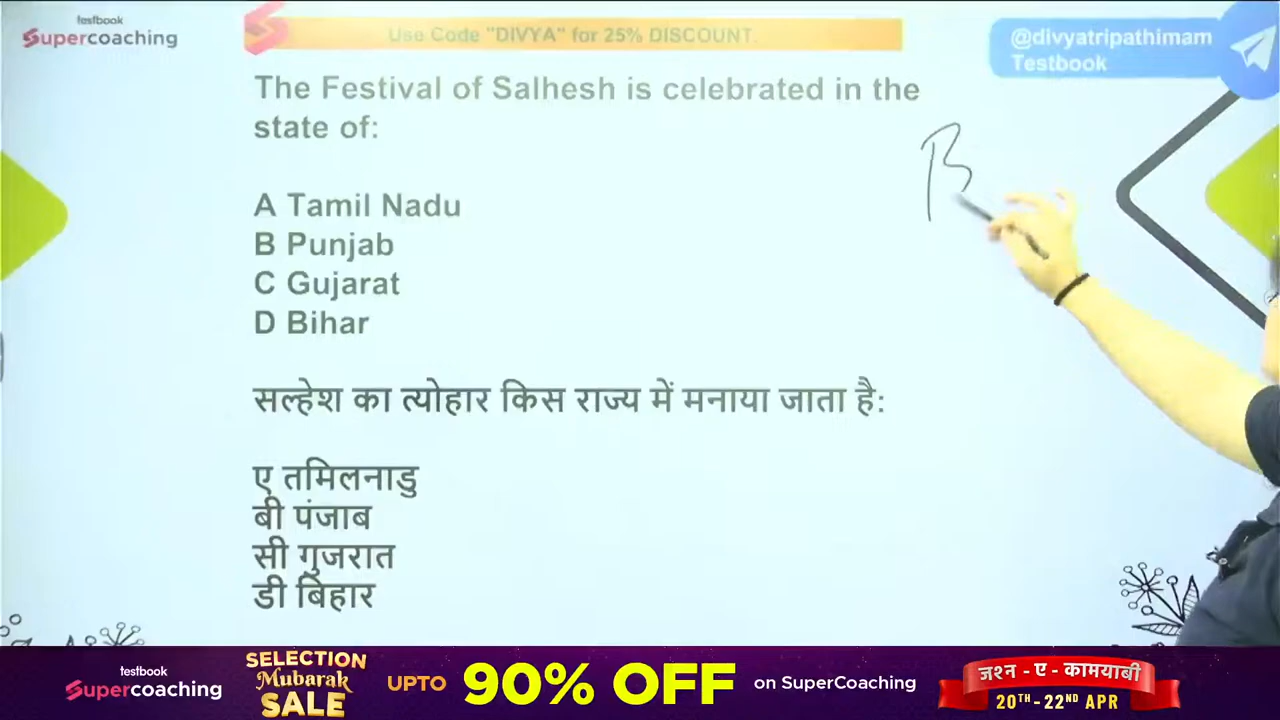 testbook
Supercoaching
Use Code "DIVYA" for 25% DISCOUNT.
@divyatripathimam
Testbook
The Festival of Salhesh is celebrated in the
state of:
B
A Tamil Nadu
B Punjab
C Gujarat
D Bihar
सल्हेश का त्योहार किस राज्य में मनाया जाता है:
ए तमिलनाडु
बी पंजाब
सी गुजरात
डी बिहार
testbook
Supercoaching
SELECTION
Mubarak
SALE
UPTO 90% OFF on SuperCoaching
जश्न - ए - कामयाबी
20TH-22ND APR